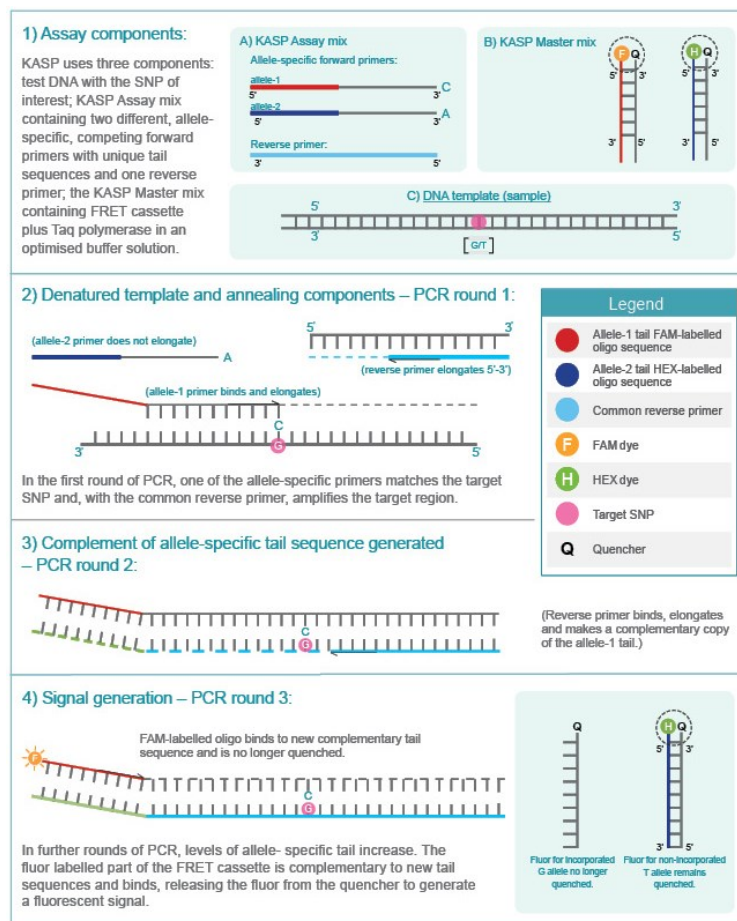 1) Assay components:
KASP uses three components:
test DNA with the SNP of
interest; KASP Assay mix
containing two different, allele-
specific, competing forward
primers with unique tail
sequences and one reverse
primer; the KASP Master mix
containing FRET cassette
plus Taq polymerase in an
optimised buffer solution.
A) KASP Assay mix
Allele-specific forward primers:
allele-1
5' 3' C
allele-2
5' 3' A
Reverse primer:
3' 5'
B) KASP Master mix
F Q H Q
5' 3' 5' 3'
3' 5' 3' 5'
C) DNA template (sample)
5' 3'
3' 5'
[G/T]
2) Denatured template and annealing components – PCR round 1:
(allele-2 primer does not elongate)
A
5' 3'
(reverse primer elongates 5'-3')
(allele-1 primer binds and elongates)
C
3' G 5'
In the first round of PCR, one of the allele-specific primers matches the target
SNP and, with the common reverse primer, amplifies the target region.
Legend
Allele-1 tail FAM-labelled
oligo sequence
Allele-2 tail HEX-labelled
oligo sequence
Common reverse primer
F FAM dye
H HEX dye
Target SNP
Q Quencher
3) Complement of allele-specific tail sequence generated
– PCR round 2:
C
G
(Reverse primer binds, elongates
and makes a complementary copy
of the allele-1 tail.)
4) Signal generation – PCR round 3:
FAM-labelled oligo binds to new complementary tail
sequence and is no longer quenched.
F
C
G
In further rounds of PCR, levels of allele- specific tail increase. The
fluor labelled part of the FRET cassette is complementary to new tail
sequences and binds, releasing the fluor from the quencher to generate
a fluorescent signal.
Q H Q
5' 3'
3' 5'
Fluor for incorporated
G allele no longer
quenched.
Fluor for non-incorporated
T allele remains
quenched.